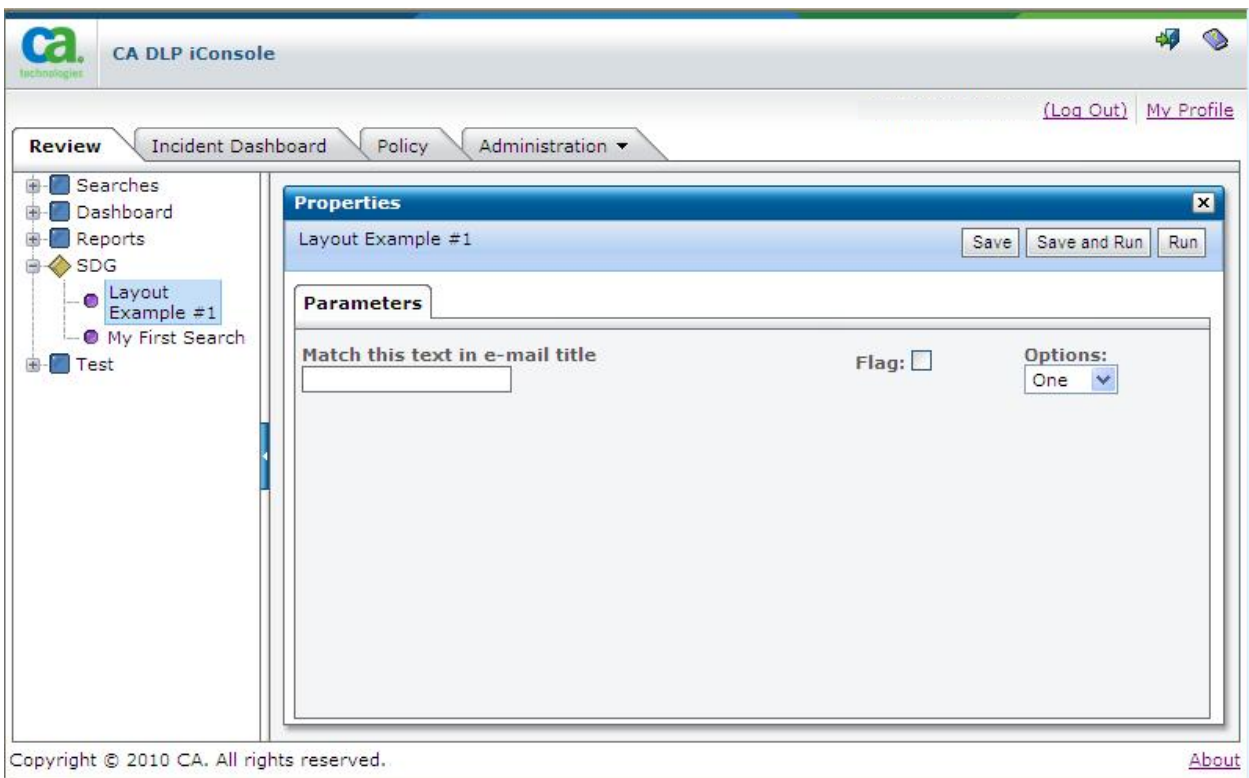 ca.
technologies
CA DLP iConsole
(Log Out) My Profile
Review Incident Dashboard Policy Administration
Searches
Dashboard
Reports
SDG
Layout
Example #1
My First Search
Test
Properties
Layout Example #1 Save Save and Run Run
Parameters
Match this text in e-mail title Flag: Options:
One
Copyright © 2010 CA. All rights reserved. About